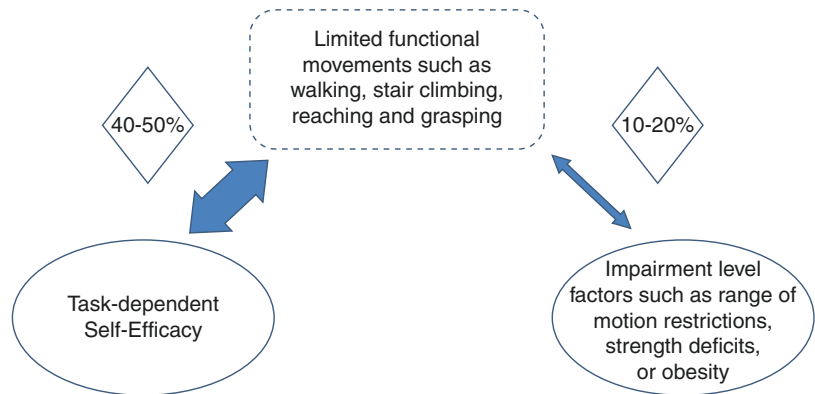 Limited functional
movements such as
walking, stair climbing,
reaching and grasping
40-50%
10-20%
Task-dependent
Self-Efficacy
Impairment level
factors such as range of
motion restrictions,
strength deficits,
or obesity